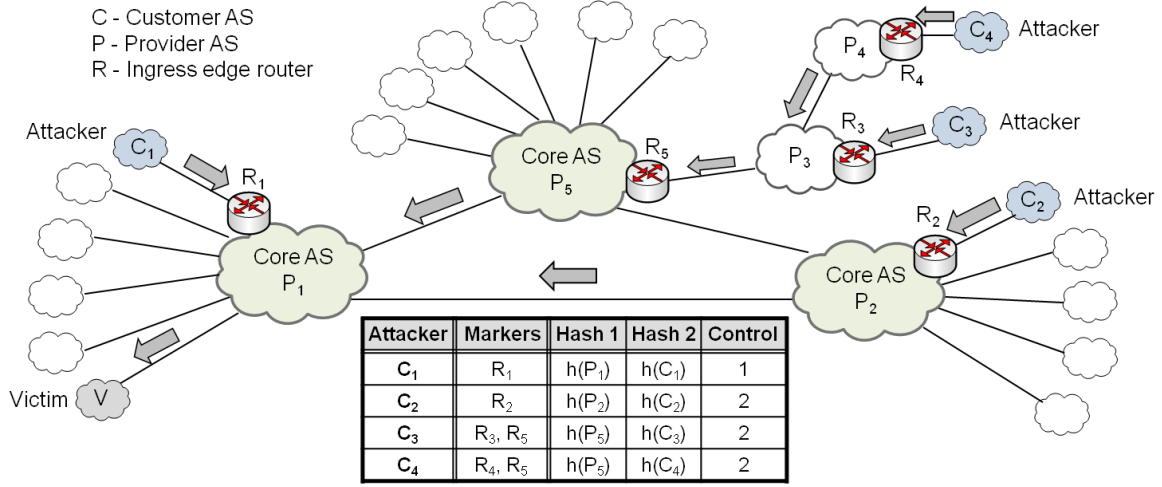 C - Customer AS
P - Provider AS
R - Ingress edge router
C₄ Attacker
P₄
R₄
Attacker
C₁
R₁
Core AS
P₅
R₅
P₃
R₃
C₃ Attacker
C₂ Attacker
R₂
Core AS
P₁
Core AS
P₂
Victim V
Attacker Markers Hash 1 Hash 2 Control
C₁ R₁ h(P₁) h(C₁) 1
C₂ R₂ h(P₂) h(C₂) 2
C₃ R₃, R₅ h(P₅) h(C₃) 2
C₄ R₄, R₅ h(P₅) h(C₄) 2